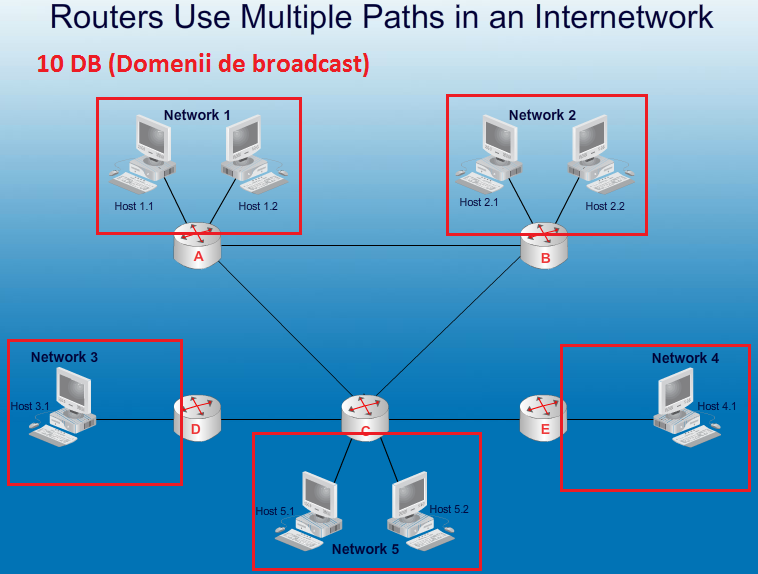 Routers Use Multiple Paths in an Internetwork
10 DB (Domenii de broadcast)
Network 1
Network 2
Host 1.1
Host 1.2
Host 2.1
Host 2.2
A
B
Network 3
Network 4
Host 3.1
Host 4.1
D
C
E
Host 5.1
Host 5.2
Network 5